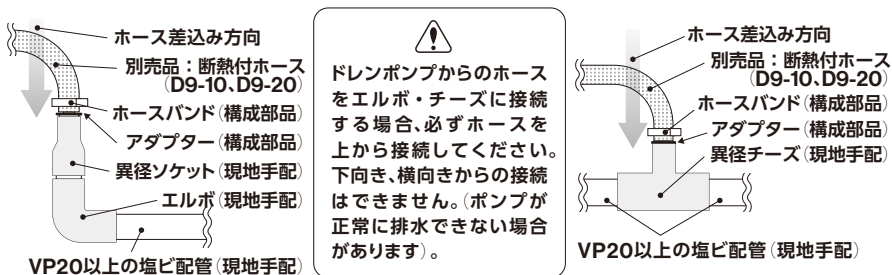 ホース差込み方向
別売品：断熱付ホース
(D9-10、D9-20)
ホースバンド(構成部品)
アダプター(構成部品)
異径ソケット(現地手配)
エルボ(現地手配)
VP20以上の塩ビ配管(現地手配)
ドレンポンプからのホース
をエルボ・チーズに接続
する場合、必ずホースを
上から接続してください。
下向き、横向きからの接続
はできません。(ポンプが
正常に排水できない場合
があります)。
ホース差込み方向
別売品：断熱付ホース
(D9-10、D9-20)
ホースバンド(構成部品)
アダプター(構成部品)
異径チーズ(現地手配)
VP20以上の塩ビ配管(現地手配)